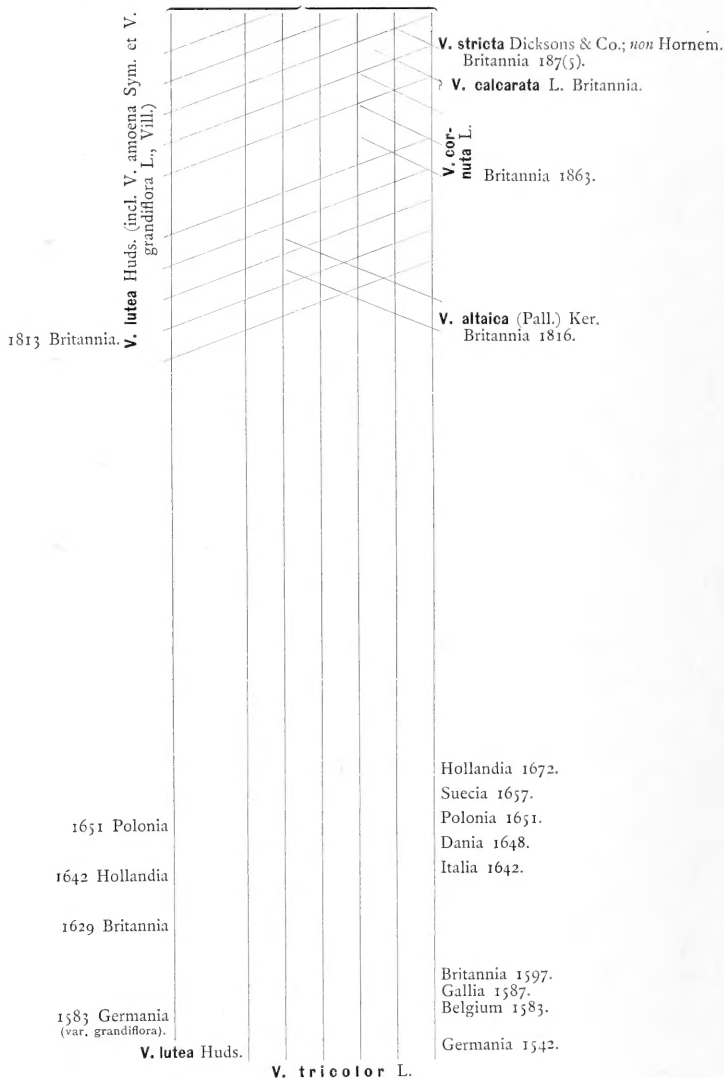 V. stricta Dicksons & Co.; non Hornem.
Britannia 187(5).
? V. calcarata L. Britannia.
V. lutea Huds. (incl. V. amoena Sym. et V.
grandiflora L., Vill.)
V. cor-
nuta L.
Britannia 1863.
V. altaica (Pall.) Ker.
Britannia 1816.
1813 Britannia.
Hollandia 1672.
Suecia 1657.
1651 Polonia
Polonia 1651.
Dania 1648.
1642 Hollandia
Italia 1642.
1629 Britannia
Britannia 1597.
Gallia 1587.
1583 Germania
(var. grandiflora).
Belgium 1583.
V. lutea Huds.
Germania 1542.
V. tricolor L.